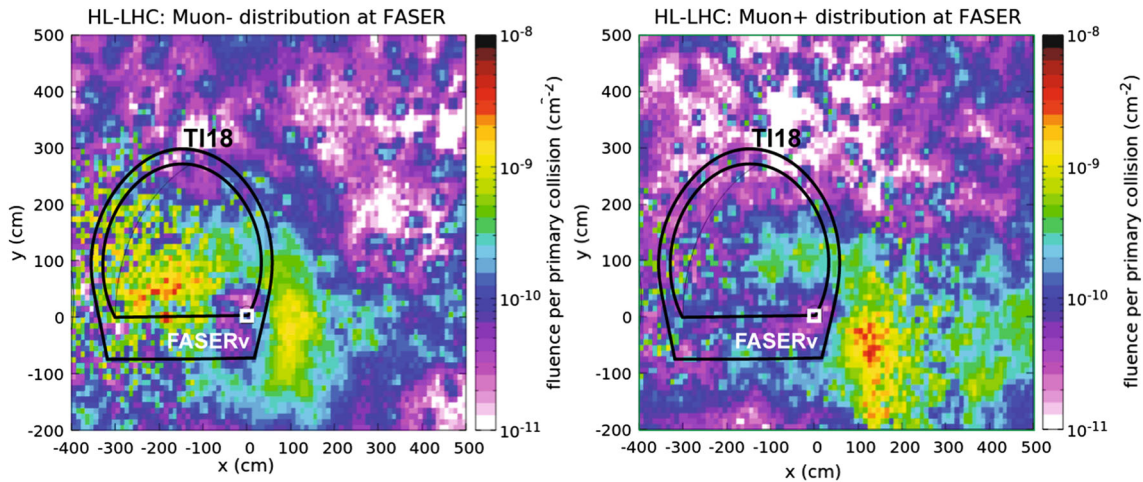 HL-LHC: Muon- distribution at FASER
500
400
300
200
100
0
-100
-200
y (cm)
-400 -300 -200 -100 0 100 200 300 400 500
x (cm)
TI18
FASERv
10⁻⁸
10⁻⁹
10⁻¹⁰
10⁻¹¹
fluence per primary collision (cm⁻²)
HL-LHC: Muon+ distribution at FASER
500
400
300
200
100
0
-100
-200
y (cm)
-400 -300 -200 -100 0 100 200 300 400 500
x (cm)
TI18
FASERv
10⁻⁸
10⁻⁹
10⁻¹⁰
10⁻¹¹
fluence per primary collision (cm⁻²)